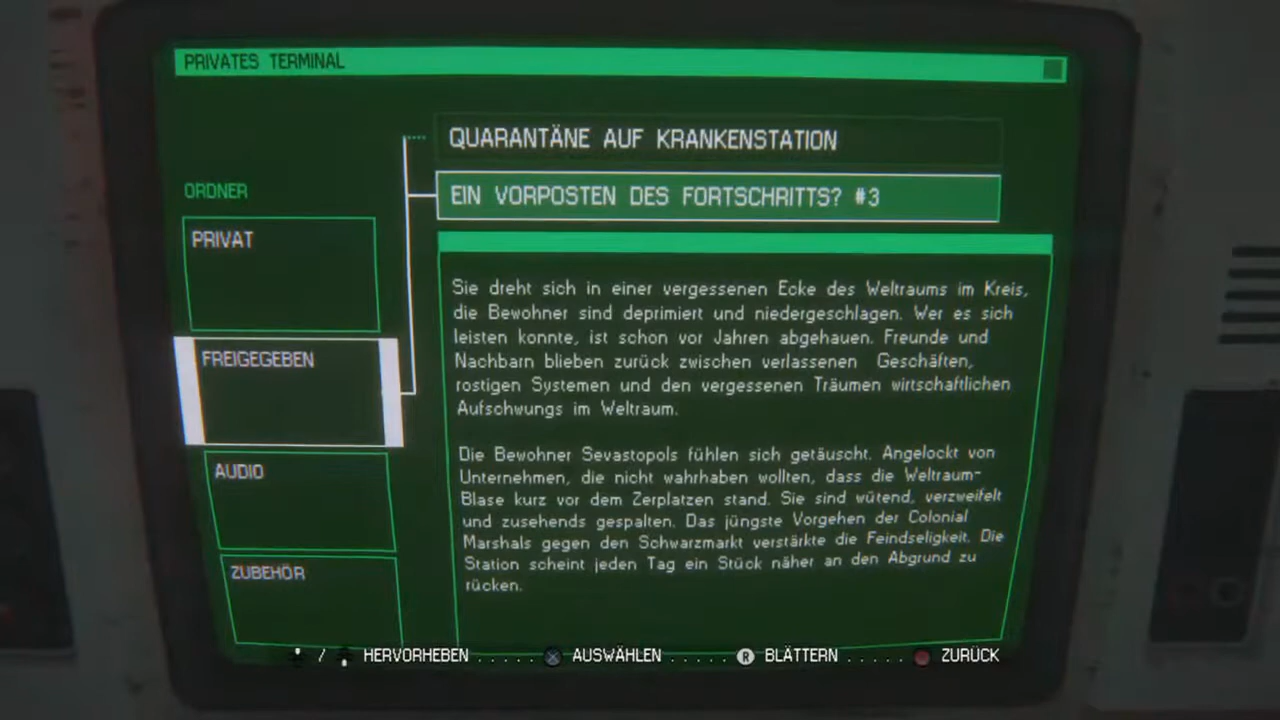 PRIVATES TERMINAL
ORDNER
PRIVAT
FREIGEGEBEN
AUDIO
ZUBEHÖR
QUARANTÄNE AUF KRANKENSTATION
EIN VORPOSTEN DES FORTSCHRITTS? #3
Sie dreht sich in einer vergessenen Ecke des Weltraums im Kreis,
die Bewohner sind deprimiert und niedergeschlagen. Wer es sich
leisten konnte, ist schon vor Jahren abgehauen. Freunde und
Nachbarn blieben zurück zwischen verlassenen Geschäften,
rostigen Systemen und den vergessenen Träumen wirtschaftlichen
Aufschwungs im Weltraum.
Die Bewohner Sevastopols fühlen sich getäuscht. Angelockt von
Unternehmen, die nicht wahrhaben wollten, dass die Weltraum-
Blase kurz vor dem Zerplatzen stand. Sie sind wütend, verzweifelt
und zusehends gespalten. Das jüngste Vorgehen der Colonial
Marshals gegen den Schwarzmarkt verstärkte die Feindseligkeit. Die
Station scheint jeden Tag ein Stück näher an den Abgrund zu
rücken.
/ HERVORHEBEN ..... AUSWÄHLEN ..... R BLÄTTERN ..... ZURÜCK